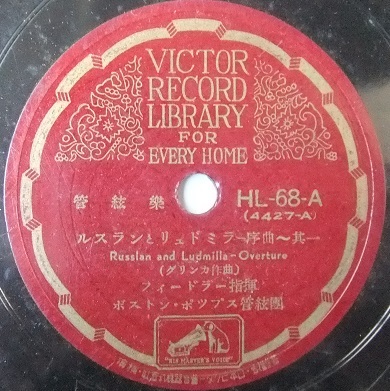 VICTOR
RECORD
LIBRARY
FOR
EVERY HOME
管絃樂
HL-68-A
(4427-A)
ルスランとリュドミラー序曲〜其一
Russlan and Ludmilla-Overture
(グリンカ作曲)
フィードラー指揮
ボストン・ポップス管絃團
"HIS MASTER'S VOICE"